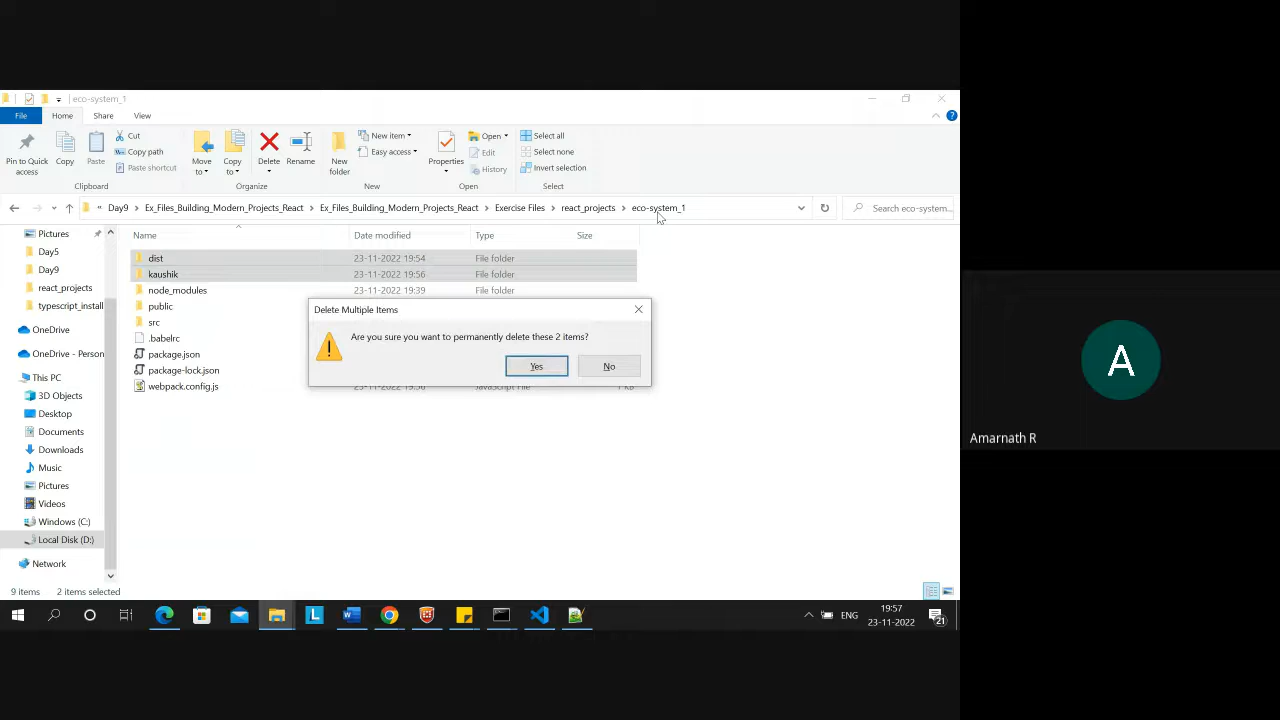 eco-system_1
File Home Share View
Pin to Quick access
Copy
Paste
Cut
Copy path
Paste shortcut
Clipboard
Move to
Copy to
Delete
Rename
Organize
New folder
New item
Easy access
New
Properties
Open
Edit
History
Open
Select all
Select none
Invert selection
Select
« Day9 > Ex_Files_Building_Modern_Projects_React > Ex_Files_Building_Modern_Projects_React > Exercise Files > react_projects > eco-system_1
Search eco-system...
Pictures
Day5
Day9
react_projects
typescript_install
OneDrive
OneDrive - Person
This PC
3D Objects
Desktop
Documents
Downloads
Music
Pictures
Videos
Windows (C:)
Local Disk (D:)
Network
Name Date modified Type Size
dist 23-11-2022 19:54 File folder
kaushik 23-11-2022 19:56 File folder
node_modules 23-11-2022 19:39 File folder
public
src
.babelrc
package.json
package-lock.json
webpack.config.js
Delete Multiple Items
Are you sure you want to permanently delete these 2 items?
Yes No
9 items 2 items selected
ENG
19:57
23-11-2022
21
A
Amarnath R